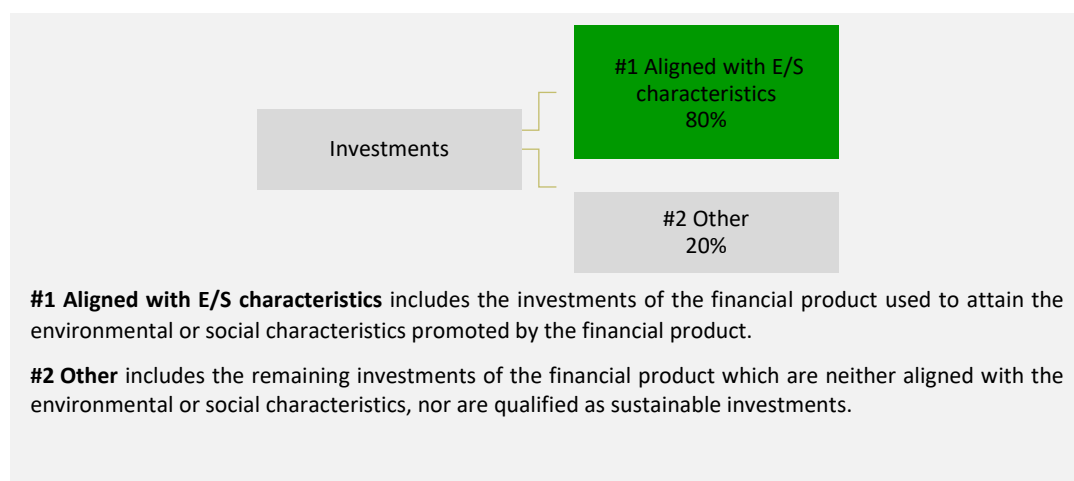 #1 Aligned with E/S
characteristics
80%
Investments
#2 Other
20%
#1 Aligned with E/S characteristics includes the investments of the financial product used to attain the
environmental or social characteristics promoted by the financial product.
#2 Other includes the remaining investments of the financial product which are neither aligned with the
environmental or social characteristics, nor are qualified as sustainable investments.